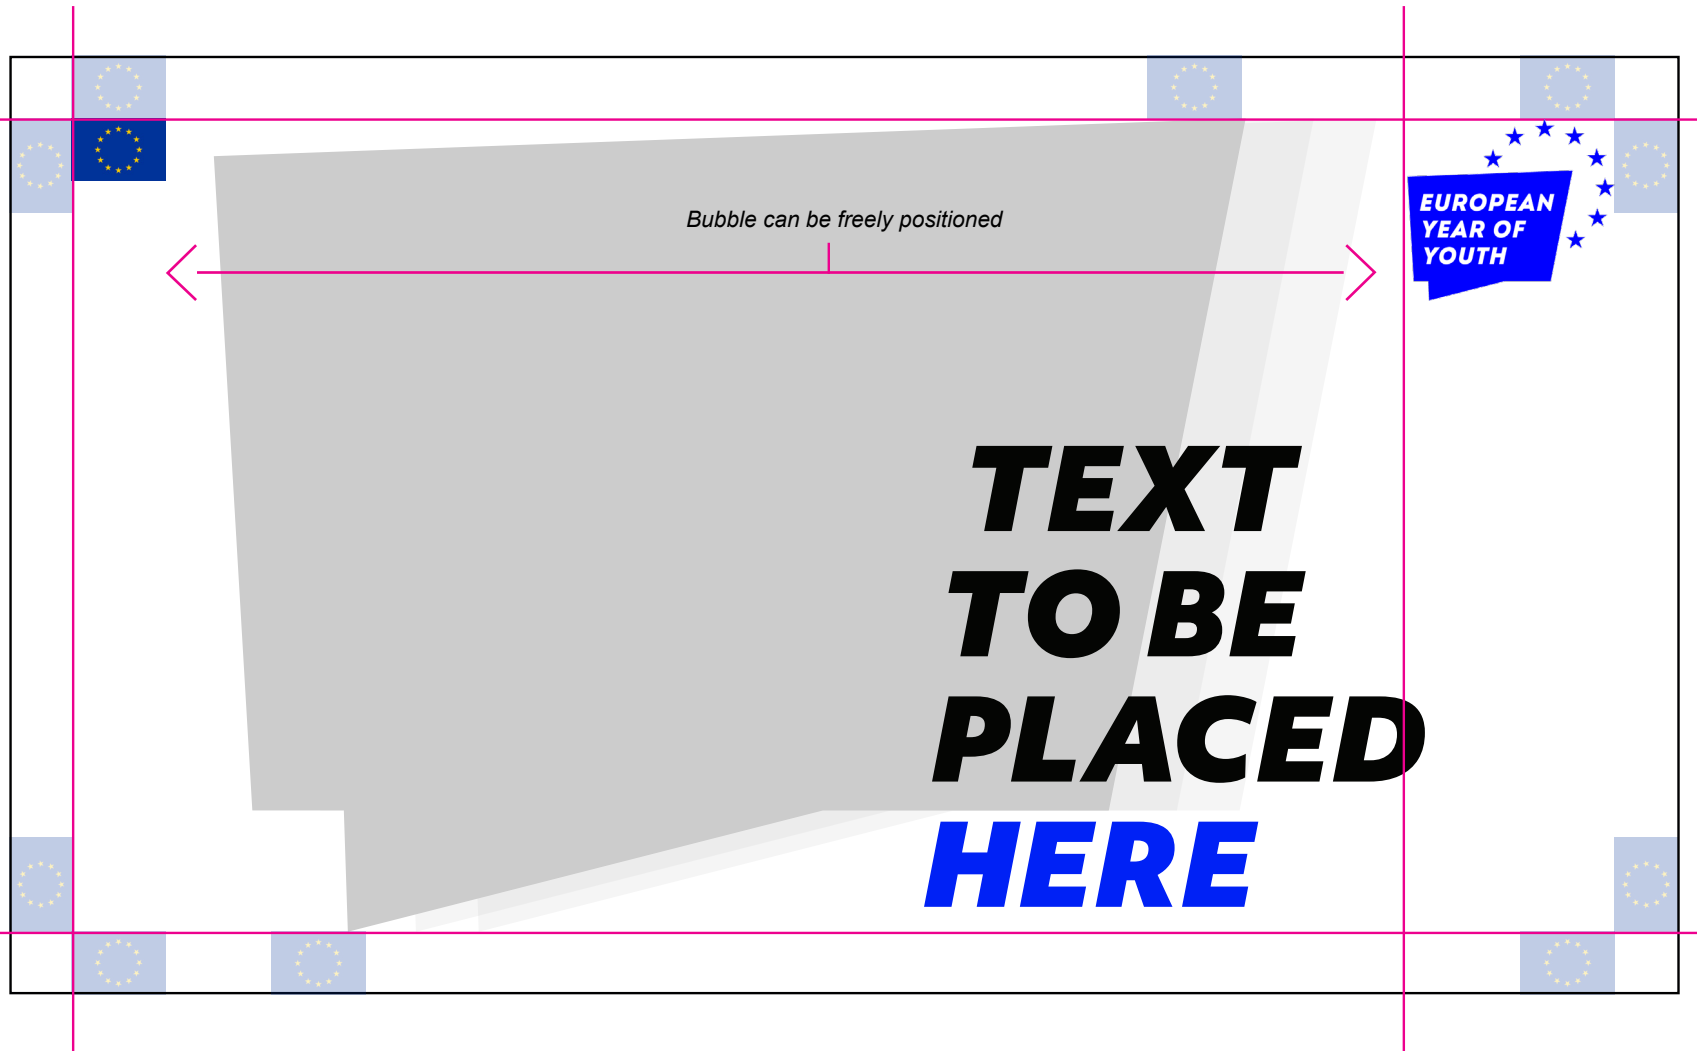 Bubble can be freely positioned
EUROPEAN
YEAR OF
YOUTH
TEXT
TO BE
PLACED
HERE